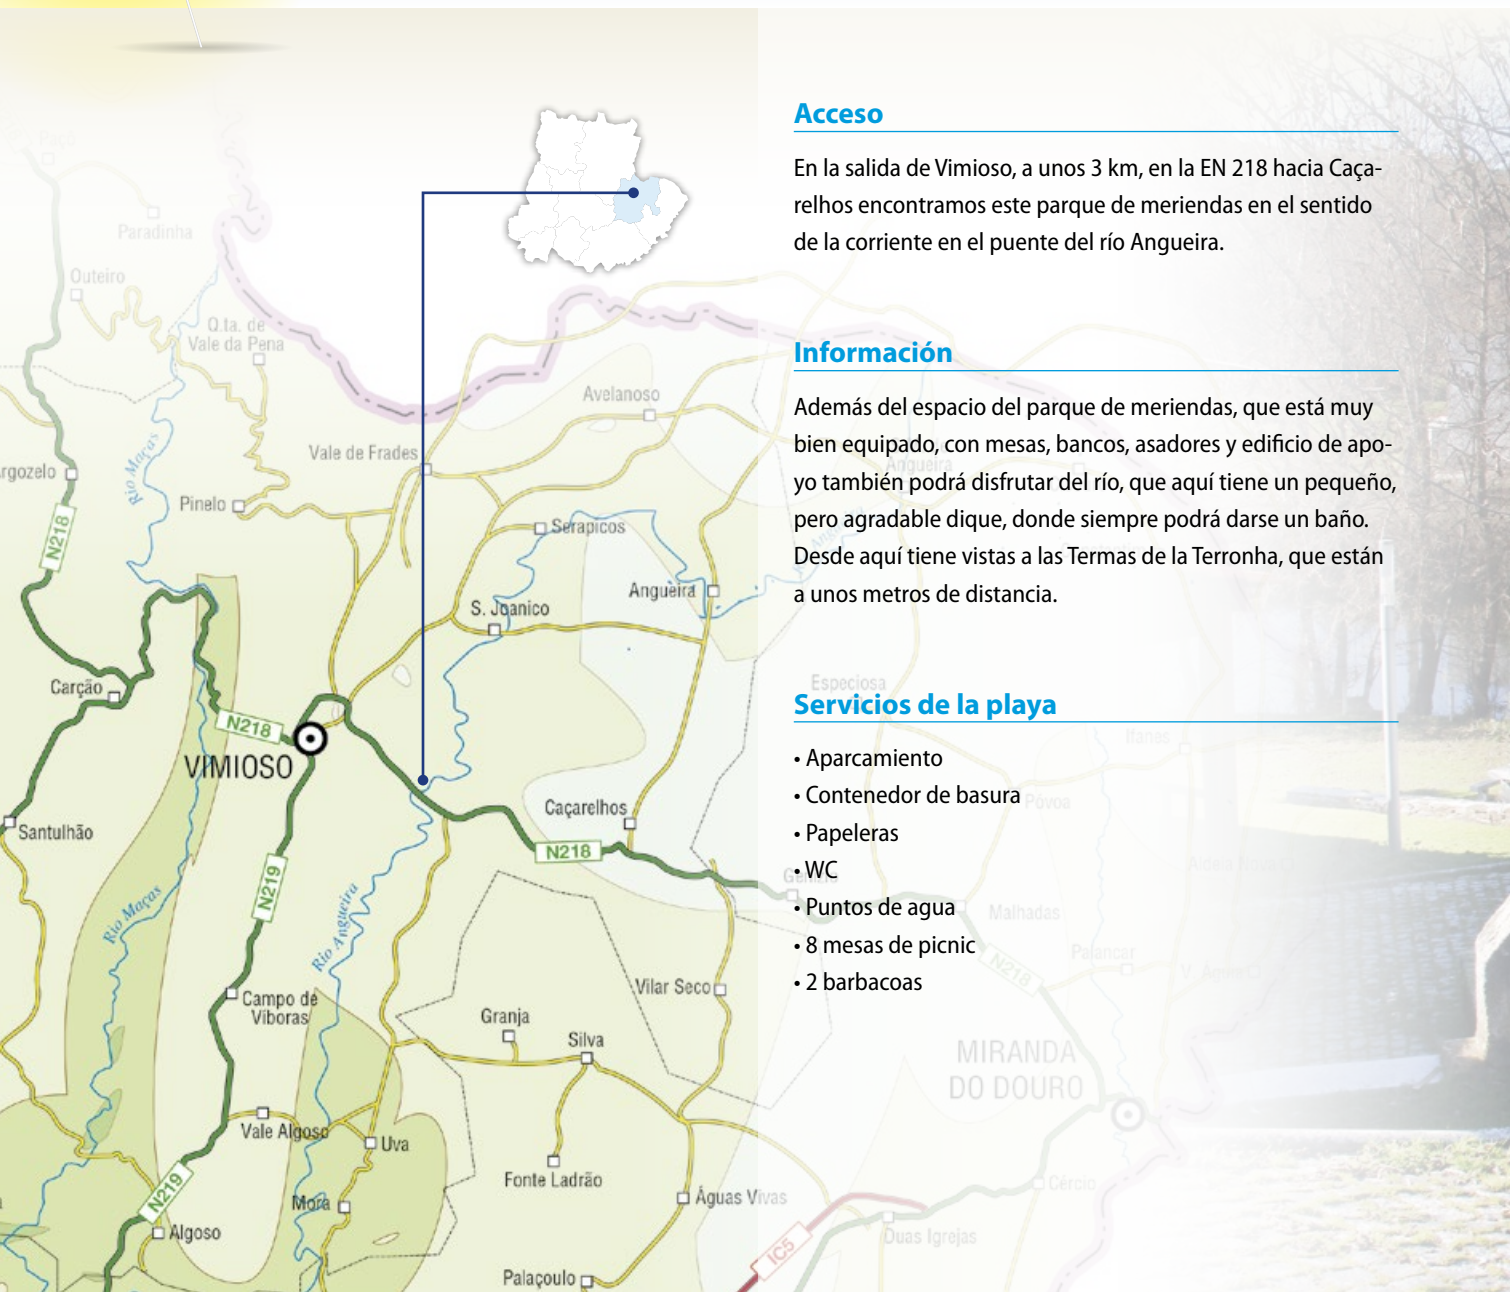 Acceso
En la salida de Vimioso, a unos 3 km, en la EN 218 hacia Caça-
relhos encontramos este parque de meriendas en el sentido
de la corriente en el puente del río Angueira.
Información
Además del espacio del parque de meriendas, que está muy
bien equipado, con mesas, bancos, asadores y edificio de apo-
yo también podrá disfrutar del río, que aquí tiene un pequeño,
pero agradable dique, donde siempre podrá darse un baño.
Desde aquí tiene vistas a las Termas de la Terronha, que están
a unos metros de distancia.
Servicios de la playa
• Aparcamiento
• Contenedor de basura
• Papeleras
• WC
• Puntos de agua
• 8 mesas de picnic
• 2 barbacoas
Paradinha
Outeiro
Q.ta. de
Vale da Pena
Avelanoso
Vale de Frades
rgozelo
Rio Maças
Pinelo
N218
Serapicos
Angueira
Angueira
S. Joanico
Carção
N218
VIMIOSO
Especiosa
Ifanes
Póvoa
Caçarelhos
Santulhão
N218
N219
Rio Maças
Rio Angueira
Aldeia Nova
Malhadas
Palancar
N218
Vilar Seco
Campo de
Víboras
Granja
Silva
MIRANDA
DO DOURO
Vale Algoso
Uva
Fonte Ladrão
Águas Vivas
Cércio
N219
Mora
Algoso
IC5
Duas Igrejas
Palaçoulo